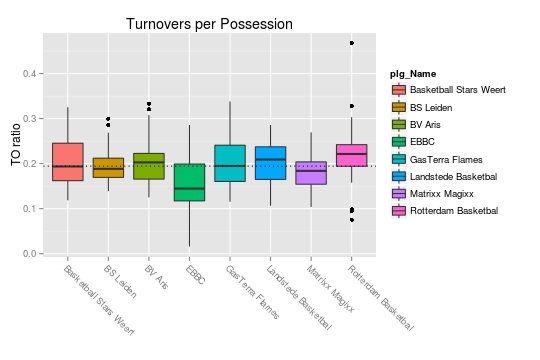 Turnovers per Possession
TO ratio
0.4
0.3
0.2
0.1
0.0
Basketball Stars Weert
BS Leiden
BV Aris
EBBC
GasTerra Flames
Landstede Basketbal
Matrixx Magixx
Rotterdam Basketbal
plg_Name
Basketball Stars Weert
BS Leiden
BV Aris
EBBC
GasTerra Flames
Landstede Basketbal
Matrixx Magixx
Rotterdam Basketbal